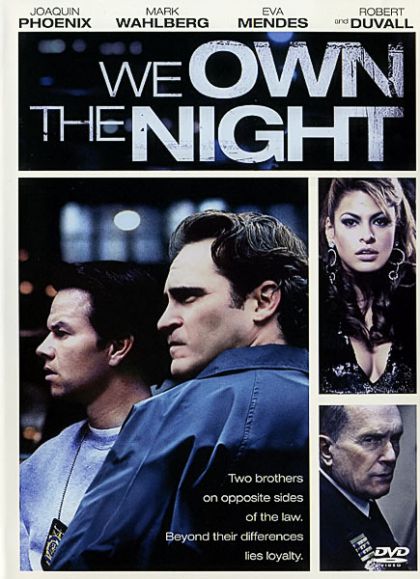 JOAQUIN PHOENIX
MARK WAHLBERG
EVA MENDES
and ROBERT DUVALL
WE OWN
THE NIGHT
Two brothers
on opposite sides
of the law.
Beyond their differences
lies loyalty.
DVD
VIDEO